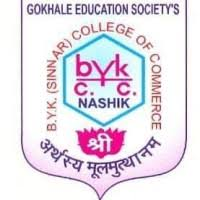 GOKHALE EDUCATION SOCIETY'S
B.Y.K. (SINNAR) COLLEGE OF COMMERCE
byk
C. C.
NASHIK
श्री
अर्थस्य मूलमुत्थानम